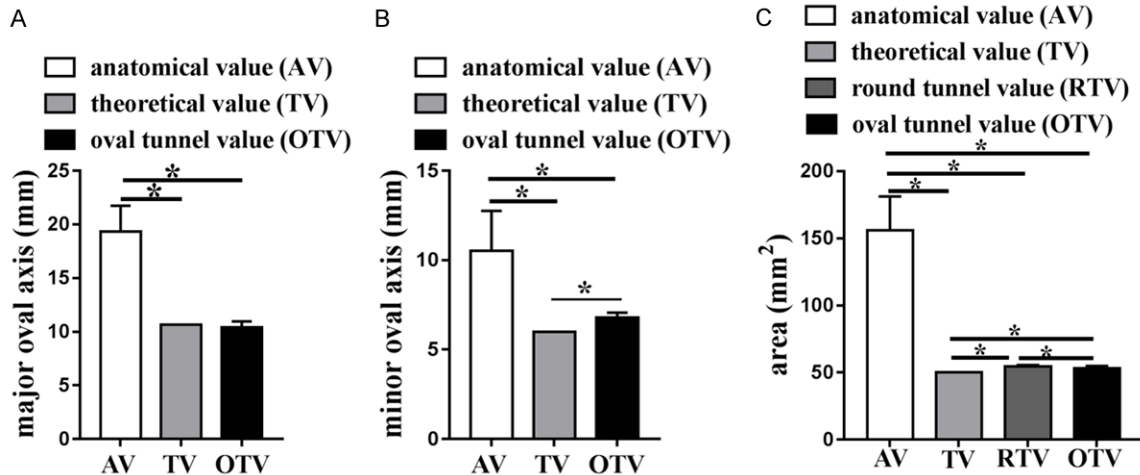 A
anatomical value (AV)
theoretical value (TV)
oval tunnel value (OTV)
major oval axis (mm)
25
20
15
10
5
0
*
*
AV TV OTV
B
anatomical value (AV)
theoretical value (TV)
oval tunnel value (OTV)
minor oval axis (mm)
15
10
5
0
*
*
*
AV TV OTV
C
anatomical value (AV)
theoretical value (TV)
round tunnel value (RTV)
oval tunnel value (OTV)
area (mm²)
200
150
100
50
0
*
*
*
*
*
*
AV TV RTV OTV